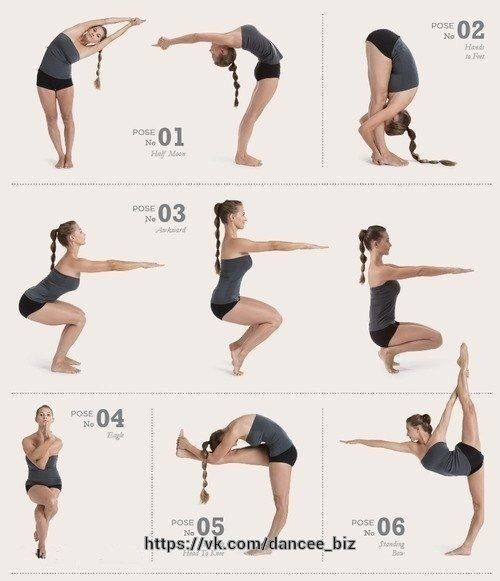 POSE
No 01
Half Moon
POSE
No 02
Hands
to Feet
POSE
No 03
Awkward
POSE
No 04
Eagle
POSE
No 05
Head To Knee
POSE
No 06
Standing
Bow
https://vk.com/dancee_biz